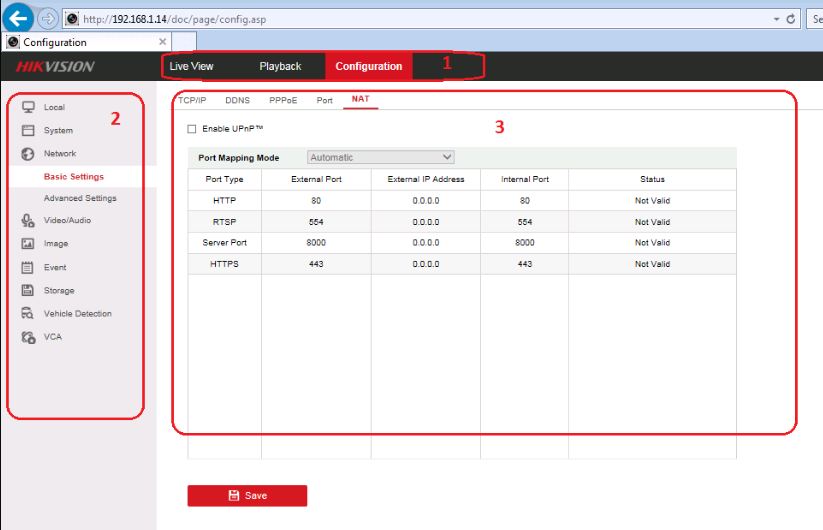 http://192.168.1.14/doc/page/config.asp
Se
Configuration
HIKVISION Live View Playback Configuration 1
2
Local
System
Network
Basic Settings
Advanced Settings
Video/Audio
Image
Event
Storage
Vehicle Detection
VCA
TCP/IP DDNS PPPoE Port NAT
Enable UPnP™ 3
Port Mapping Mode Automatic
Port Type External Port External IP Address Internal Port Status
HTTP 80 0.0.0.0 80 Not Valid
RTSP 554 0.0.0.0 554 Not Valid
Server Port 8000 0.0.0.0 8000 Not Valid
HTTPS 443 0.0.0.0 443 Not Valid
Save